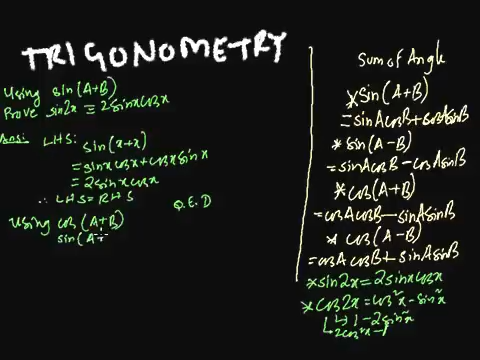 TRIGONOMETRY
Using sin(A+B)
Prove sin2x ≡ 2sinxcosx
Ans: LHS: sin(x+x)
= sinxcosx+cosxsinx
= 2sinxcosx
∴ LHS = RHS
Q.E.D
Using cos(A+B)
sin(A+
Sum of Angle
* sin(A+B)
= sinAcosB+cosAsinB
* sin(A-B)
= sinAcosB-cosAsinB
* cos(A+B)
= cosAcosB-sinAsinB
* cos(A-B)
= cosAcosB+sinAsinB
* sin2x = 2sinxcosx
* cos2x = cos²x-sin²x
↳ 1-2sin²x
↳ 2cos²x-1